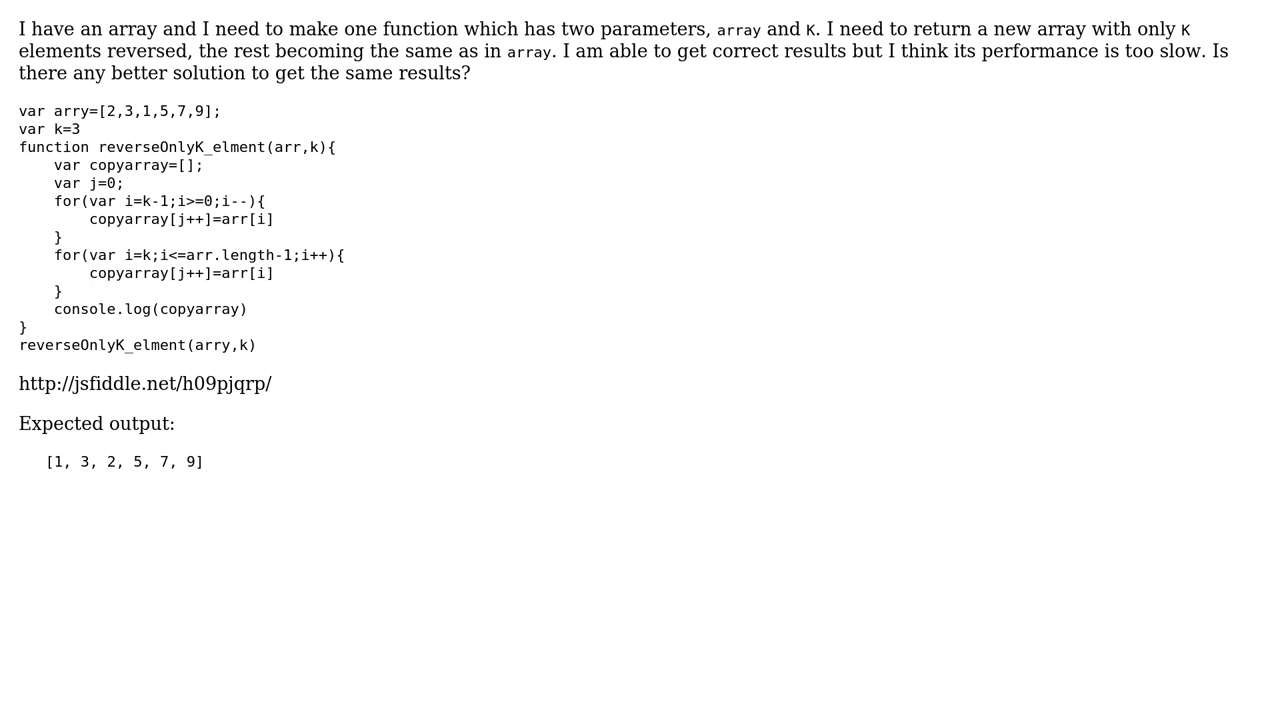 I have an array and I need to make one function which has two parameters, array and K. I need to return a new array with only K
elements reversed, the rest becoming the same as in array. I am able to get correct results but I think its performance is too slow. Is
there any better solution to get the same results?
var arry=[2,3,1,5,7,9];
var k=3
function reverseOnlyK_elment(arr,k){
    var copyarray=[];
    var j=0;
    for(var i=k-1;i>=0;i--){
        copyarray[j++]=arr[i]
    }
    for(var i=k;i<=arr.length-1;i++){
        copyarray[j++]=arr[i]
    }
    console.log(copyarray)
}
reverseOnlyK_elment(arry,k)
http://jsfiddle.net/h09pjqrp/
Expected output:
   [1, 3, 2, 5, 7, 9]